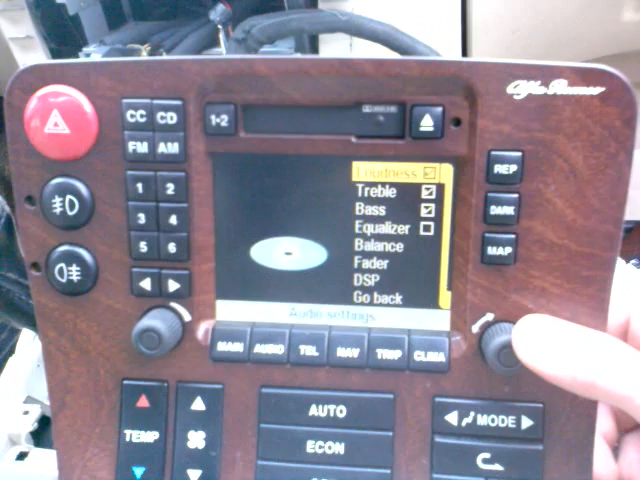 Alfa Romeo
CC CD
FM AM
1•2
1 2
3 4
5 6
Loudness
Treble
Bass
Equalizer
Balance
Fader
DSP
Go back
Audio settings
REP
DARK
MAP
MAIN AUDIO TEL NAV TRIP CLIMA
TEMP
AUTO
ECON
MODE